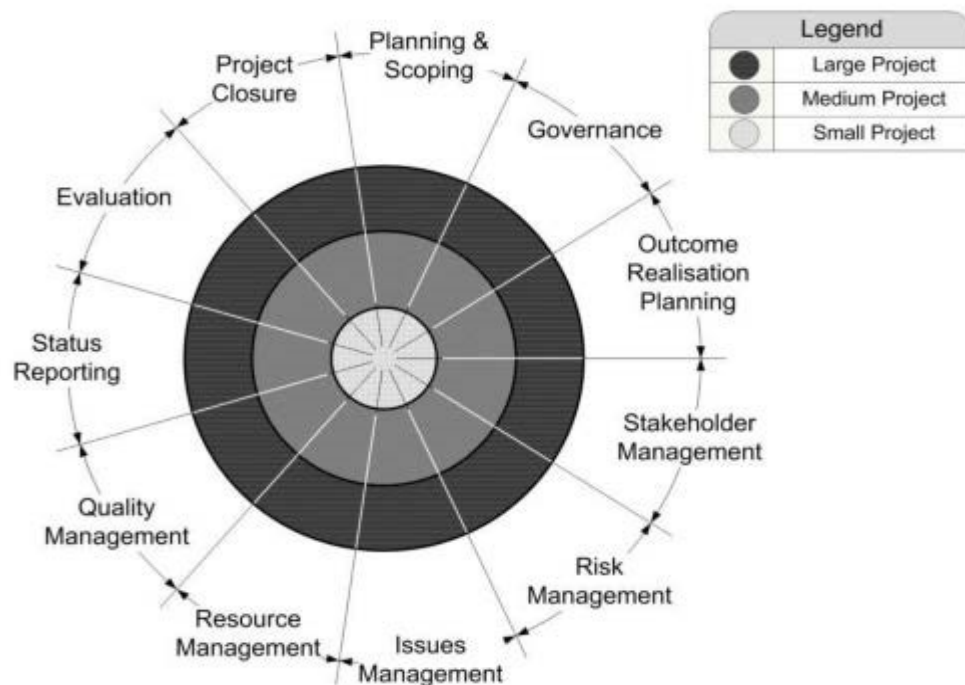 Planning &
Scoping
Governance
Outcome
Realisation
Planning
Stakeholder
Management
Risk
Management
Issues
Management
Resource
Management
Quality
Management
Status
Reporting
Evaluation
Project
Closure
Legend
Large Project
Medium Project
Small Project